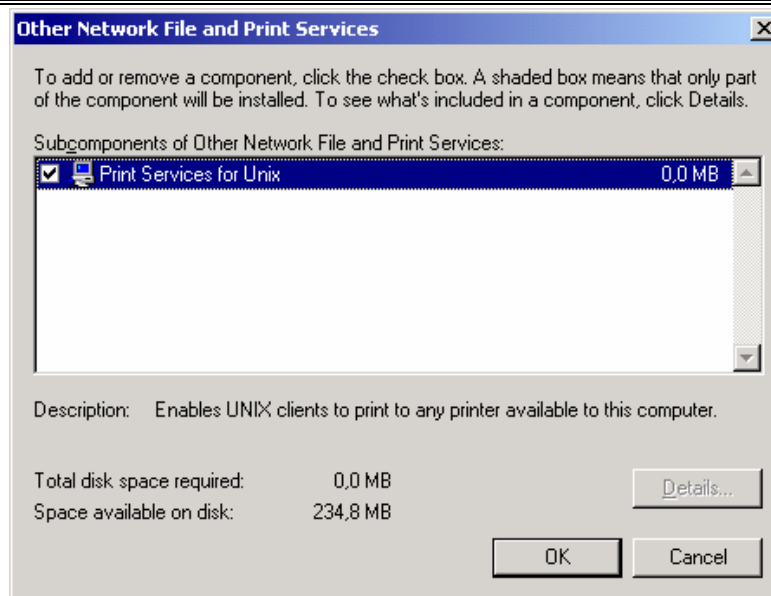 Other Network File and Print Services
To add or remove a component, click the check box. A shaded box means that only part
of the component will be installed. To see what's included in a component, click Details.
Subcomponents of Other Network File and Print Services:
Print Services for Unix 0,0 MB
Description: Enables UNIX clients to print to any printer available to this computer.
Total disk space required: 0,0 MB
Details...
Space available on disk: 234,8 MB
OK Cancel